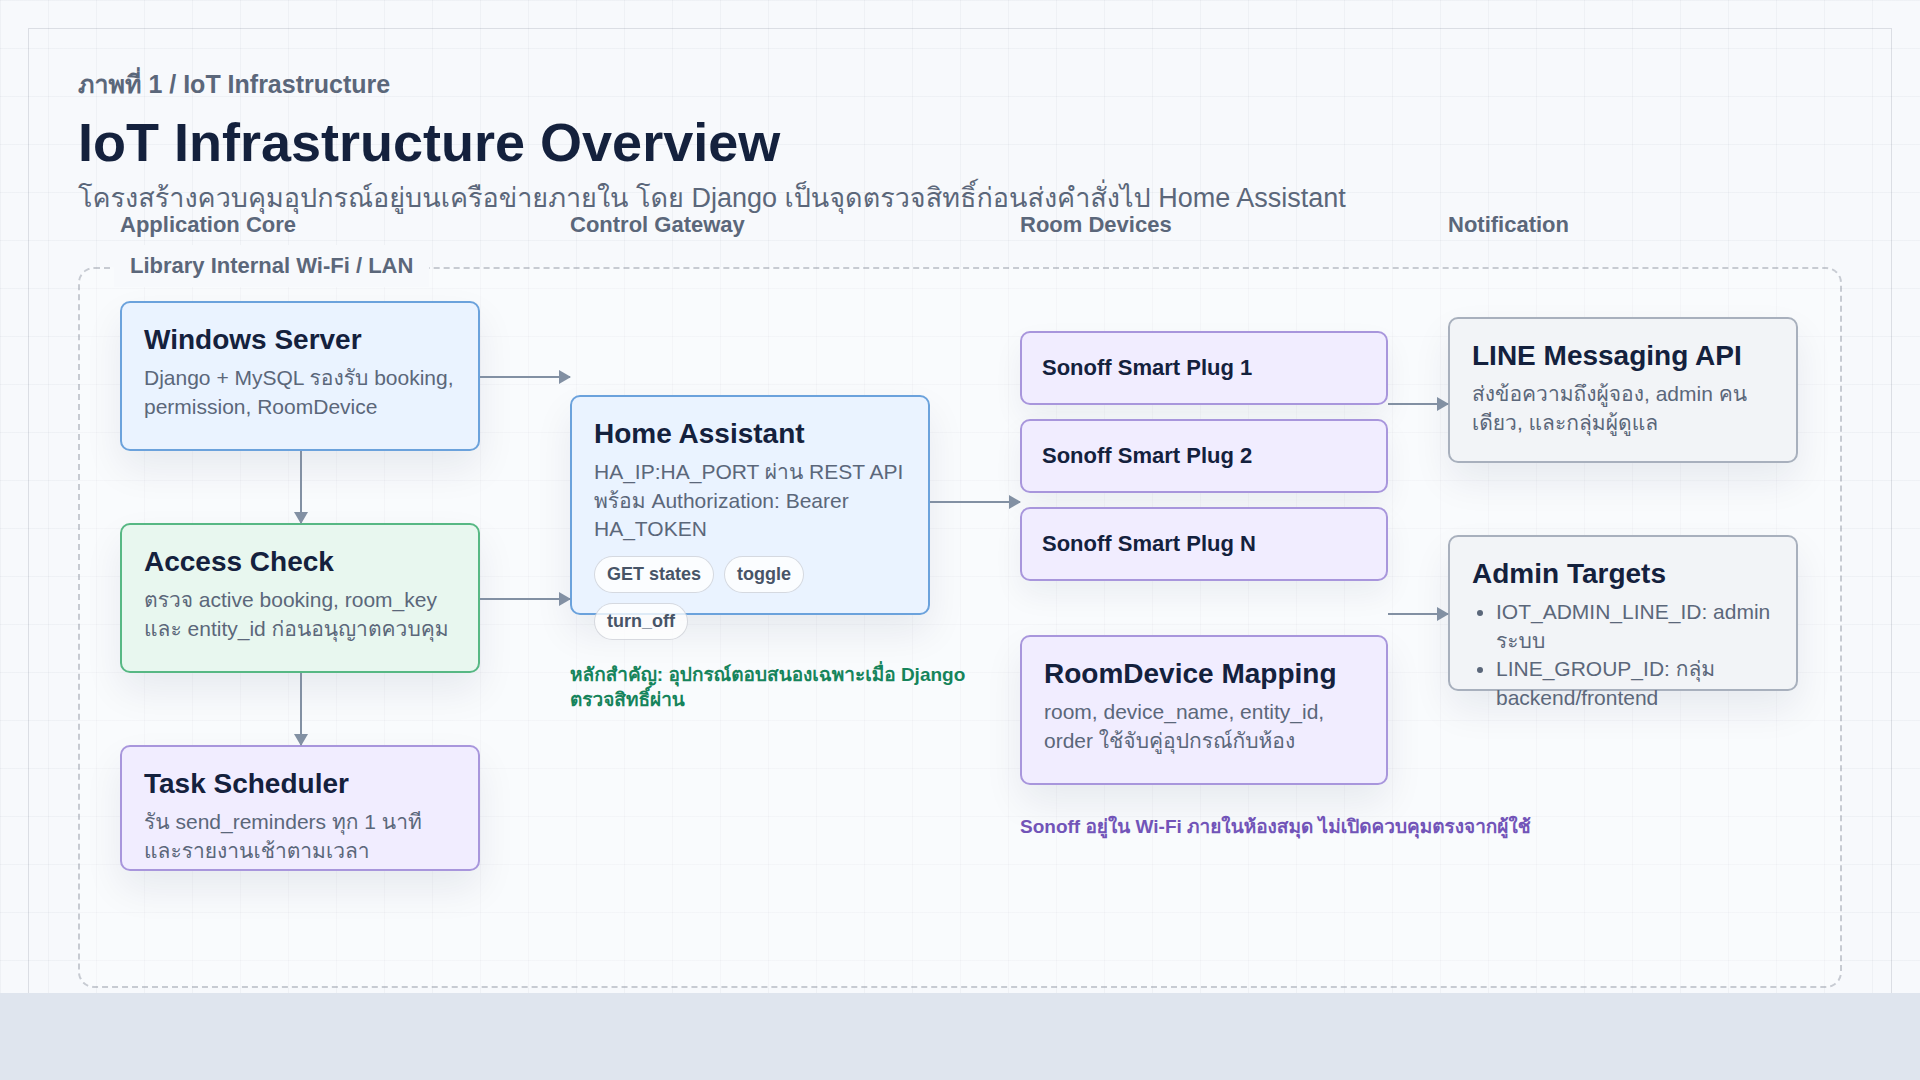 ภาพที่ 1 / IoT Infrastructure
IoT Infrastructure Overview
โครงสร้างควบคุมอุปกรณ์อยู่บนเครือข่ายภายใน โดย Django เป็นจุดตรวจสิทธิ์ก่อนส่งคำสั่งไป Home Assistant
Application Core
Control Gateway
Room Devices
Notification
Library Internal Wi-Fi / LAN
Windows Server
Django + MySQL รองรับ booking,
permission, RoomDevice
Access Check
ตรวจ active booking, room_key
และ entity_id ก่อนอนุญาตควบคุม
Task Scheduler
รัน send_reminders ทุก 1 นาที
และรายงานเช้าตามเวลา
Home Assistant
HA_IP:HA_PORT ผ่าน REST API
พร้อม Authorization: Bearer
HA_TOKEN
GET states
toggle
turn_off
หลักสำคัญ: อุปกรณ์ตอบสนองเฉพาะเมื่อ Django
ตรวจสิทธิ์ผ่าน
Sonoff Smart Plug 1
Sonoff Smart Plug 2
Sonoff Smart Plug N
RoomDevice Mapping
room, device_name, entity_id,
order ใช้จับคู่อุปกรณ์กับห้อง
Sonoff อยู่ใน Wi-Fi ภายในห้องสมุด ไม่เปิดควบคุมตรงจากผู้ใช้
LINE Messaging API
ส่งข้อความถึงผู้จอง, admin คน
เดียว, และกลุ่มผู้ดูแล
Admin Targets
• IOT_ADMIN_LINE_ID: admin
ระบบ
• LINE_GROUP_ID: กลุ่ม
backend/frontend